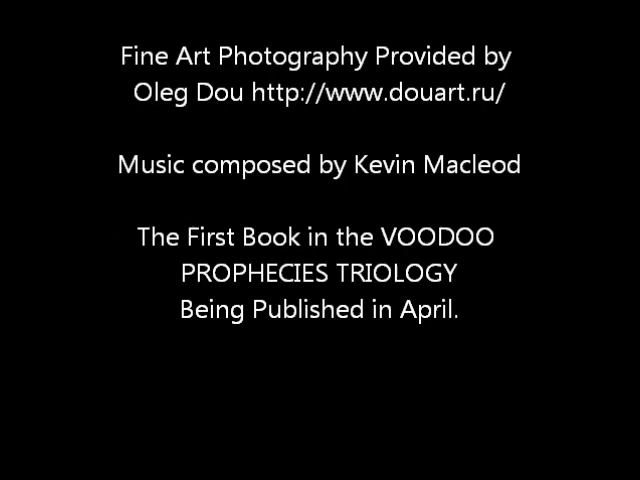 Fine Art Photography Provided by
Oleg Dou http://www.douart.ru/
Music composed by Kevin Macleod
The First Book in the VOODOO
PROPHECIES TRIOLOGY
Being Published in April.